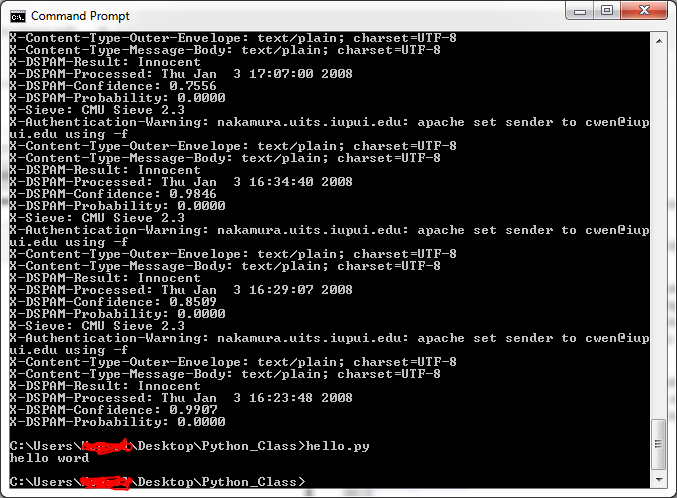 Command Prompt
X-Content-Type-Outer-Envelope: text/plain; charset=UTF-8
X-Content-Type-Message-Body: text/plain; charset=UTF-8
X-DSPAM-Result: Innocent
X-DSPAM-Processed: Thu Jan  3 17:07:00 2008
X-DSPAM-Confidence: 0.7556
X-DSPAM-Probability: 0.0000
X-Sieve: CMU Sieve 2.3
X-Authentication-Warning: nakamura.uits.iupui.edu: apache set sender to cwen@iup
ui.edu using -f
X-Content-Type-Outer-Envelope: text/plain; charset=UTF-8
X-Content-Type-Message-Body: text/plain; charset=UTF-8
X-DSPAM-Result: Innocent
X-DSPAM-Processed: Thu Jan  3 16:34:40 2008
X-DSPAM-Confidence: 0.9846
X-DSPAM-Probability: 0.0000
X-Sieve: CMU Sieve 2.3
X-Authentication-Warning: nakamura.uits.iupui.edu: apache set sender to cwen@iup
ui.edu using -f
X-Content-Type-Outer-Envelope: text/plain; charset=UTF-8
X-Content-Type-Message-Body: text/plain; charset=UTF-8
X-DSPAM-Result: Innocent
X-DSPAM-Processed: Thu Jan  3 16:29:07 2008
X-DSPAM-Confidence: 0.8509
X-DSPAM-Probability: 0.0000
X-Sieve: CMU Sieve 2.3
X-Authentication-Warning: nakamura.uits.iupui.edu: apache set sender to cwen@iup
ui.edu using -f
X-Content-Type-Outer-Envelope: text/plain; charset=UTF-8
X-Content-Type-Message-Body: text/plain; charset=UTF-8
X-DSPAM-Result: Innocent
X-DSPAM-Processed: Thu Jan  3 16:23:48 2008
X-DSPAM-Confidence: 0.9907
X-DSPAM-Probability: 0.0000
C:\Users\ \Desktop\Python_Class>hello.py
hello word
C:\Users\ \Desktop\Python_Class>